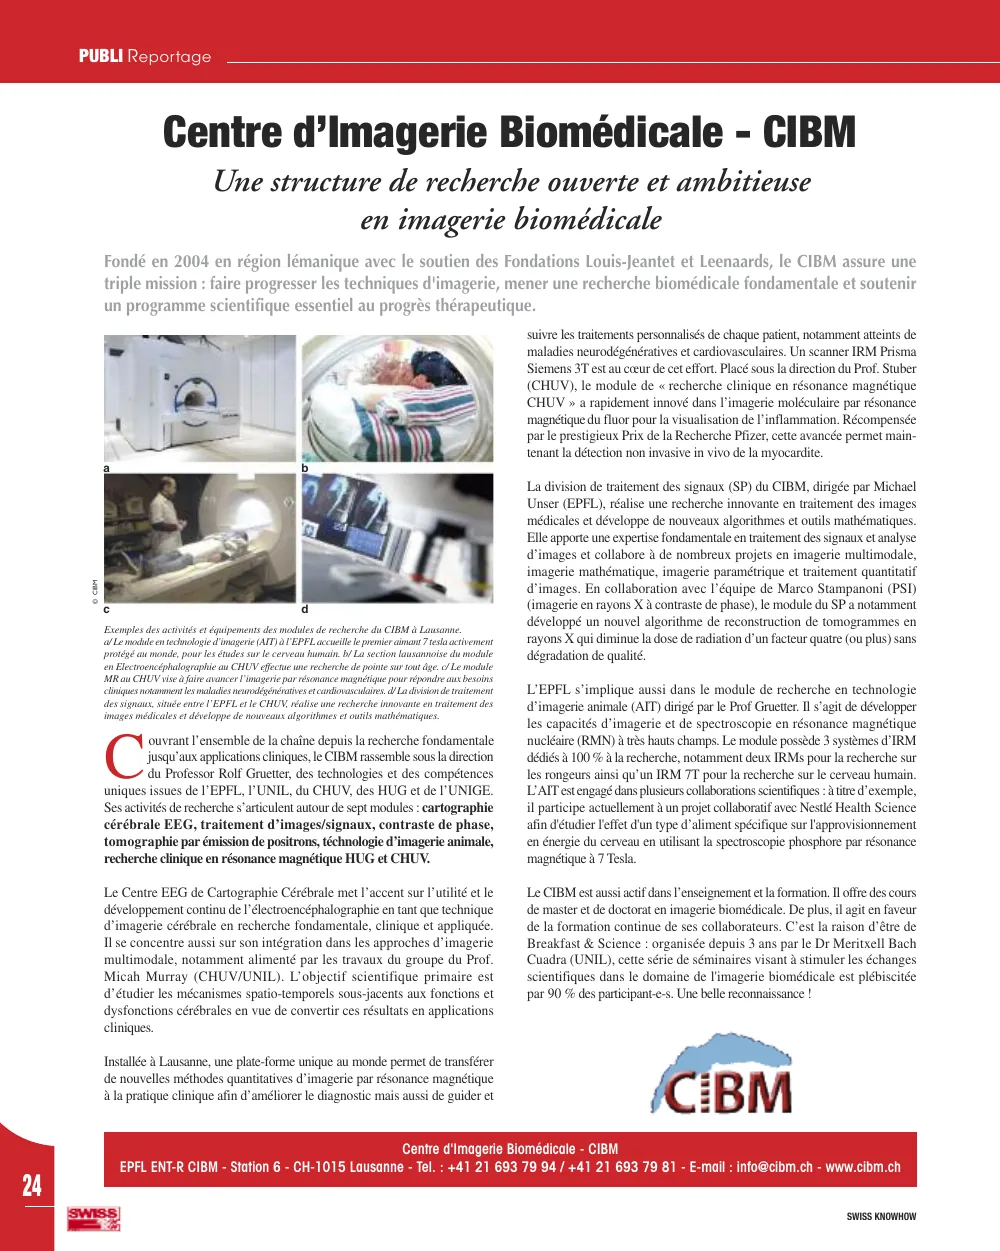 PUBLI Reportage
Centre d’Imagerie Biomédicale - CIBM
Une structure de recherche ouverte et ambitieuse
en imagerie biomédicale
Fondé en 2004 en région lémanique avec le soutien des Fondations Louis-Jeantet et Leenaards, le CIBM assure une
triple mission : faire progresser les techniques d'imagerie, mener une recherche biomédicale fondamentale et soutenir
un programme scientifique essentiel au progrès thérapeutique.
a
b
c
d
© CIBM
Exemples des activités et équipements des modules de recherche du CIBM à Lausanne.
a/ Le module en technologie d’imagerie (AIT) à l’EPFL accueille le premier aimant 7 tesla activement
protégé au monde, pour les études sur le cerveau humain. b/ La section lausannoise du module
en Electroencéphalographie au CHUV effectue une recherche de pointe sur tout âge. c/ Le module
MR au CHUV vise à faire avancer l’imagerie par résonance magnétique pour répondre aux besoins
cliniques notamment les maladies neurodégénératives et cardiovasculaires. d/ La division de traitement
des signaux, située entre l’EPFL et le CHUV, réalise une recherche innovante en traitement des
images médicales et développe de nouveaux algorithmes et outils mathématiques.
Couvrant l’ensemble de la chaîne depuis la recherche fondamentale
jusqu’aux applications cliniques, le CIBM rassemble sous la direction
du Professor Rolf Gruetter, des technologies et des compétences
uniques issues de l’EPFL, l’UNIL, du CHUV, des HUG et de l’UNIGE.
Ses activités de recherche s’articulent autour de sept modules : cartographie
cérébrale EEG, traitement d’images/signaux, contraste de phase,
tomographie par émission de positrons, téchnologie d’imagerie animale,
recherche clinique en résonance magnétique HUG et CHUV.
Le Centre EEG de Cartographie Cérébrale met l’accent sur l’utilité et le
développement continu de l’électroencéphalographie en tant que technique
d’imagerie cérébrale en recherche fondamentale, clinique et appliquée.
Il se concentre aussi sur son intégration dans les approches d’imagerie
multimodale, notamment alimenté par les travaux du groupe du Prof.
Micah Murray (CHUV/UNIL). L’objectif scientifique primaire est
d’étudier les mécanismes spatio-temporels sous-jacents aux fonctions et
dysfonctions cérébrales en vue de convertir ces résultats en applications
cliniques.
Installée à Lausanne, une plate-forme unique au monde permet de transférer
de nouvelles méthodes quantitatives d’imagerie par résonance magnétique
à la pratique clinique afin d’améliorer le diagnostic mais aussi de guider et
suivre les traitements personnalisés de chaque patient, notamment atteints de
maladies neurodégénératives et cardiovasculaires. Un scanner IRM Prisma
Siemens 3T est au cœur de cet effort. Placé sous la direction du Prof. Stuber
(CHUV), le module de « recherche clinique en résonance magnétique
CHUV » a rapidement innové dans l’imagerie moléculaire par résonance
magnétique du fluor pour la visualisation de l’inflammation. Récompensée
par le prestigieux Prix de la Recherche Pfizer, cette avancée permet main-
tenant la détection non invasive in vivo de la myocardite.
La division de traitement des signaux (SP) du CIBM, dirigée par Michael
Unser (EPFL), réalise une recherche innovante en traitement des images
médicales et développe de nouveaux algorithmes et outils mathématiques.
Elle apporte une expertise fondamentale en traitement des signaux et analyse
d’images et collabore à de nombreux projets en imagerie multimodale,
imagerie mathématique, imagerie paramétrique et traitement quantitatif
d’images. En collaboration avec l’équipe de Marco Stampanoni (PSI)
(imagerie en rayons X à contraste de phase), le module du SP a notamment
développé un nouvel algorithme de reconstruction de tomogrammes en
rayons X qui diminue la dose de radiation d’un facteur quatre (ou plus) sans
dégradation de qualité.
L’EPFL s’implique aussi dans le module de recherche en technologie
d’imagerie animale (AIT) dirigé par le Prof Gruetter. Il s’agit de développer
les capacités d’imagerie et de spectroscopie en résonance magnétique
nucléaire (RMN) à très hauts champs. Le module possède 3 systèmes d’IRM
dédiés à 100 % à la recherche, notamment deux IRMs pour la recherche sur
les rongeurs ainsi qu’un IRM 7T pour la recherche sur le cerveau humain.
L’AIT est engagé dans plusieurs collaborations scientifiques : à titre d’exemple,
il participe actuellement à un projet collaboratif avec Nestlé Health Science
afin d'étudier l'effet d'un type d’aliment spécifique sur l'approvisionnement
en énergie du cerveau en utilisant la spectroscopie phosphore par résonance
magnétique à 7 Tesla.
Le CIBM est aussi actif dans l’enseignement et la formation. Il offre des cours
de master et de doctorat en imagerie biomédicale. De plus, il agit en faveur
de la formation continue de ses collaborateurs. C’est la raison d’être de
Breakfast & Science : organisée depuis 3 ans par le Dr Meritxell Bach
Cuadra (UNIL), cette série de séminaires visant à stimuler les échanges
scientifiques dans le domaine de l'imagerie biomédicale est plébiscitée
par 90 % des participant-e-s. Une belle reconnaissance !
CIBM
Centre d'Imagerie Biomédicale - CIBM
EPFL ENT-R CIBM - Station 6 - CH-1015 Lausanne - Tel. : +41 21 693 79 94 / +41 21 693 79 81 - E-mail : info@cibm.ch - www.cibm.ch
24
SWISS
SWISS KNOWHOW